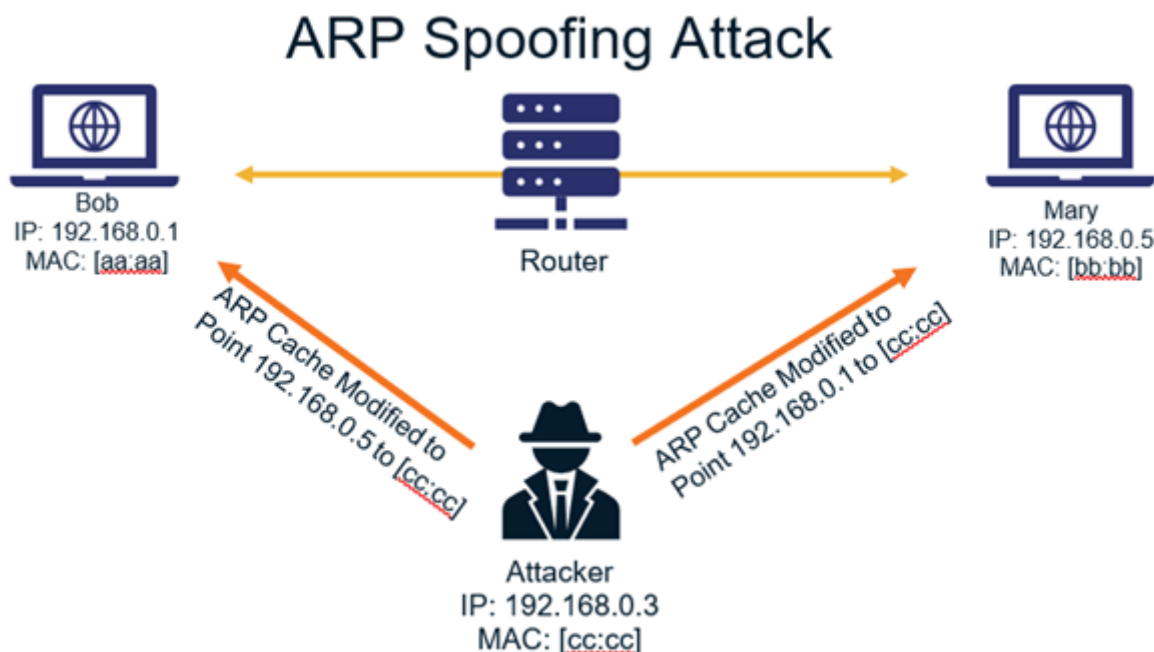 ARP Spoofing Attack
Bob
IP: 192.168.0.1
MAC: [aa:aa]
Router
Mary
IP: 192.168.0.5
MAC: [bb:bb]
ARP Cache Modified to
Point 192.168.0.5 to [cc:cc]
ARP Cache Modified to
Point 192.168.0.1 to [cc:cc]
Attacker
IP: 192.168.0.3
MAC: [cc:cc]